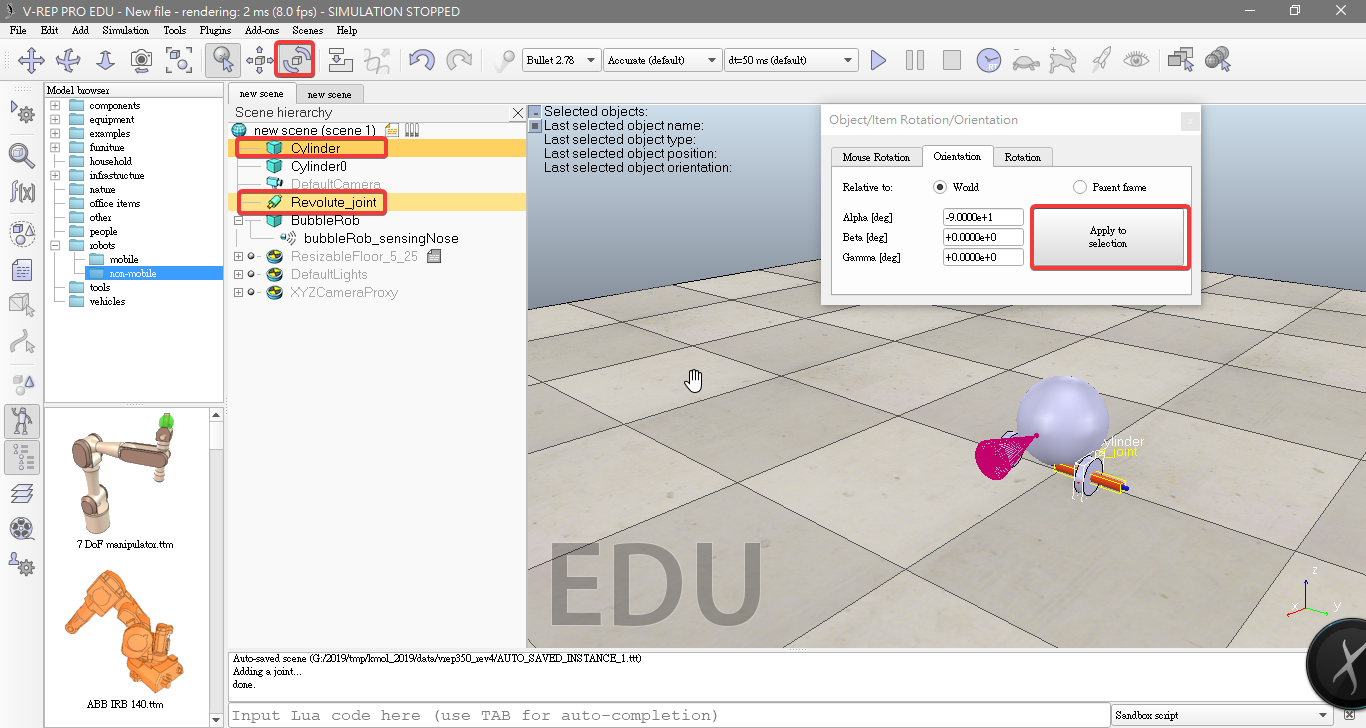 V-REP PRO EDU - New file - rendering: 2 ms (8.0 fps) - SIMULATION STOPPED
File Edit Add Simulation Tools Plugins Add-ons Scenes Help
Bullet 2.78 Accurate (default) dt=50 ms (default)
RT
Model browser
components
equipment
examples
furniture
household
infrastructure
nature
office items
other
people
robots
mobile
non-mobile
tools
vehicles
7 DoF manipulator.ttm
ABB IRB 140.ttm
f(x)
new scene new scene
Scene hierarchy
new scene (scene 1)
Cylinder
Cylinder0
DefaultCamera
Revolute_joint
BubbleRob
bubbleRob_sensingNose
ResizableFloor_5_25
DefaultLights
XYZCameraProxy
Selected objects:
Last selected object name:
Last selected object type:
Last selected object position:
Last selected object orientation:
Object/Item Rotation/Orientation
Mouse Rotation Orientation Rotation
Relative to: World Parent frame
Alpha [deg] -9.0000e+1
Beta [deg] +0.0000e+0
Gamma [deg] +0.0000e+0
Apply to
selection
ylinder
_joint
EDU
z
x
y
Auto-saved scene (G:/2019/tmp/kmol_2019/data/vrep350_rev4/AUTO_SAVED_INSTANCE_1.ttt)
Adding a joint...
done.
Input Lua code here (use TAB for auto-completion)
Sandbox script